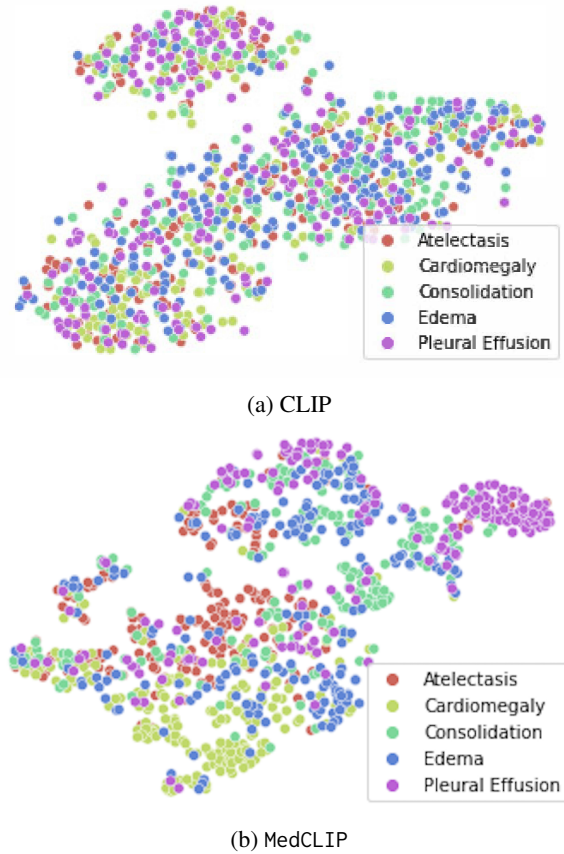 Atelectasis
Cardiomegaly
Consolidation
Edema
Pleural Effusion
(a) CLIP
Atelectasis
Cardiomegaly
Consolidation
Edema
Pleural Effusion
(b) MedCLIP